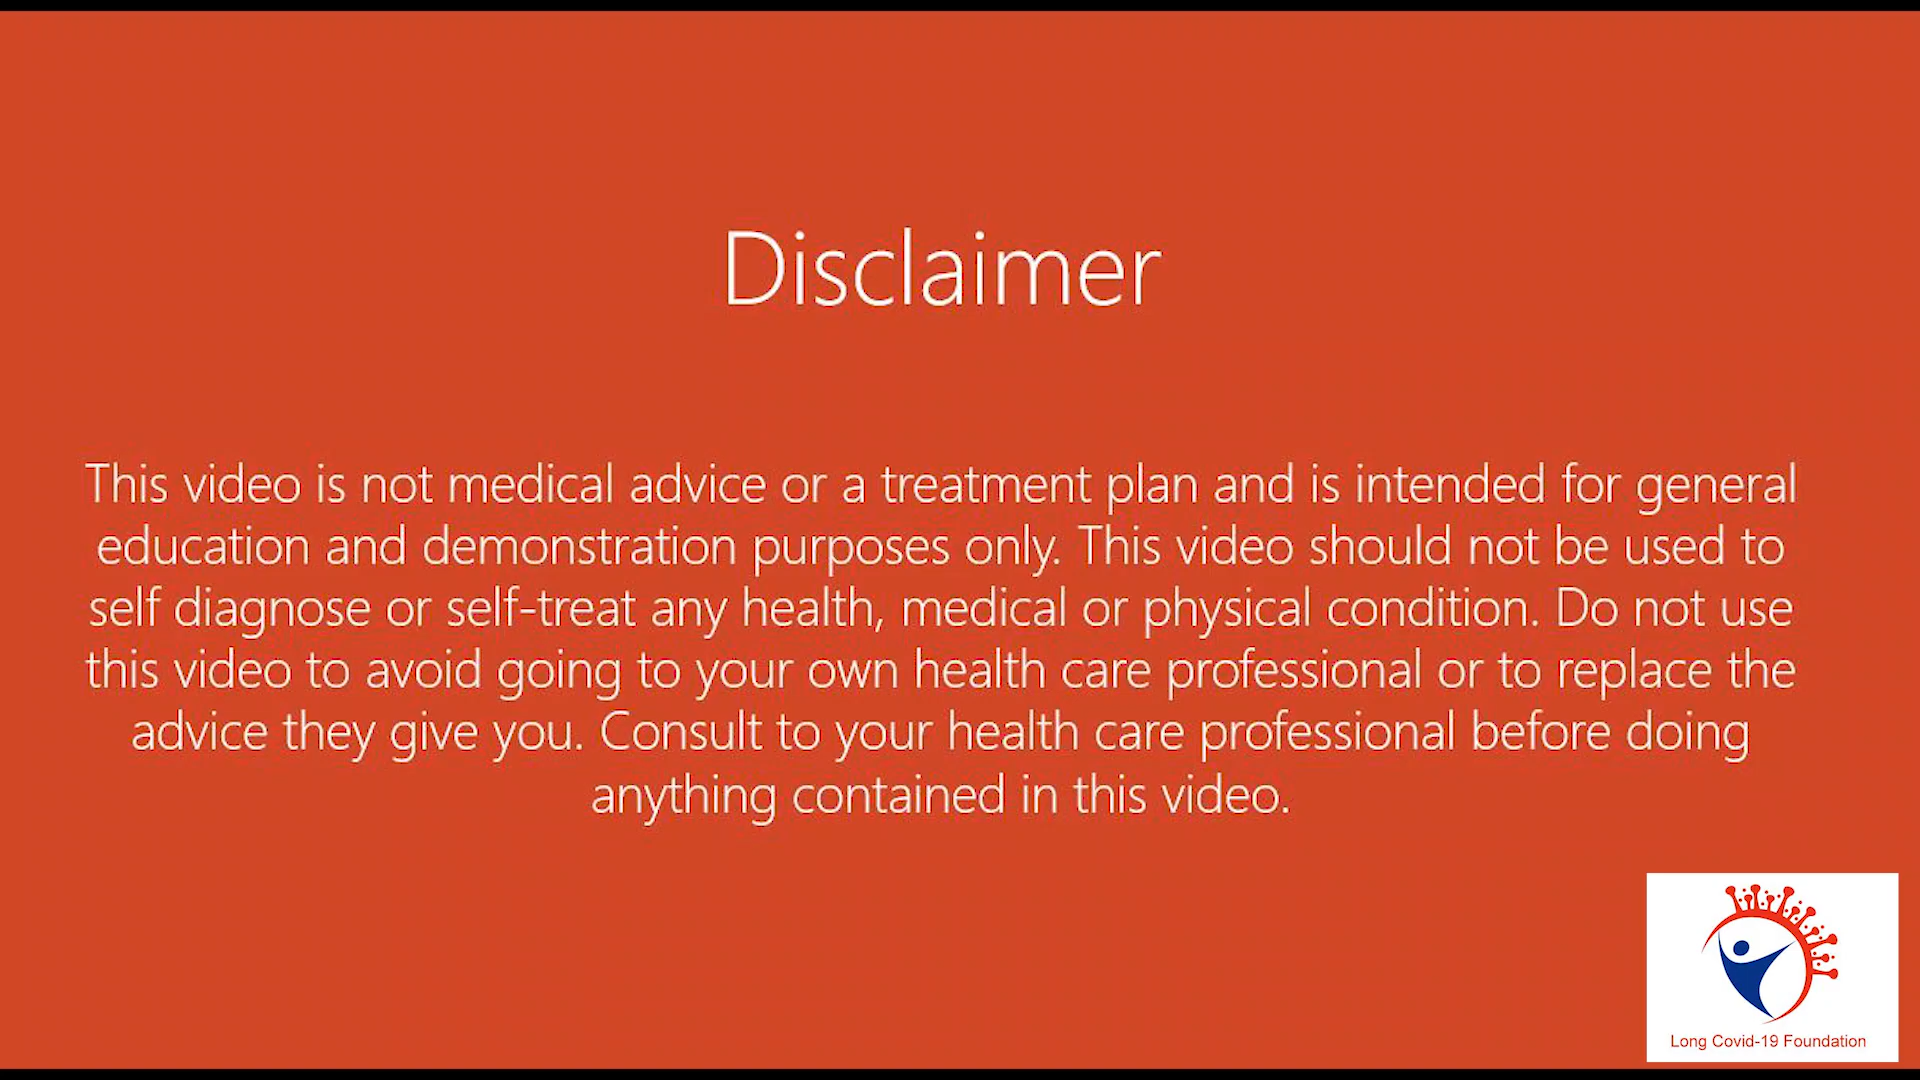 Disclaimer
This video is not medical advice or a treatment plan and is intended for general
education and demonstration purposes only. This video should not be used to
self diagnose or self-treat any health, medical or physical condition. Do not use
this video to avoid going to your own health care professional or to replace the
advice they give you. Consult to your health care professional before doing
anything contained in this video.
Long Covid-19 Foundation